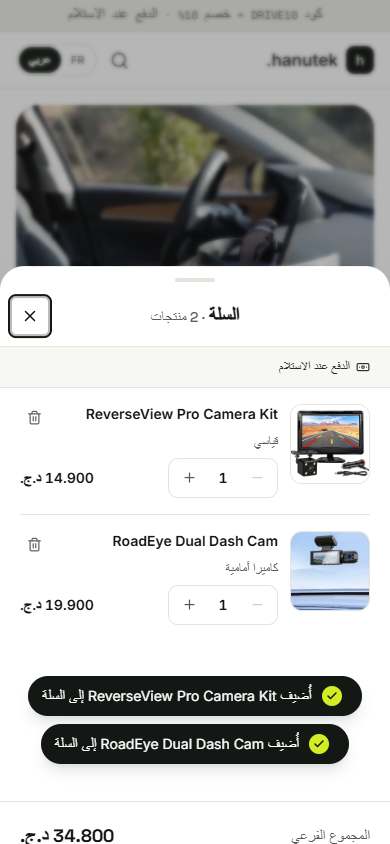 كود DRIVE10 = خصم 10% · الدفع عند الاستلام
h hanutek.
FR عربي
السلة · 2 منتجات
الدفع عند الاستلام
ReverseView Pro Camera Kit
قياسي
1
14.900 د.ج.
RoadEye Dual Dash Cam
كاميرا أمامية
1
19.900 د.ج.
أُضيف ReverseView Pro Camera Kit إلى السلة
أُضيف RoadEye Dual Dash Cam إلى السلة
المجموع الفرعي
34.800 د.ج.